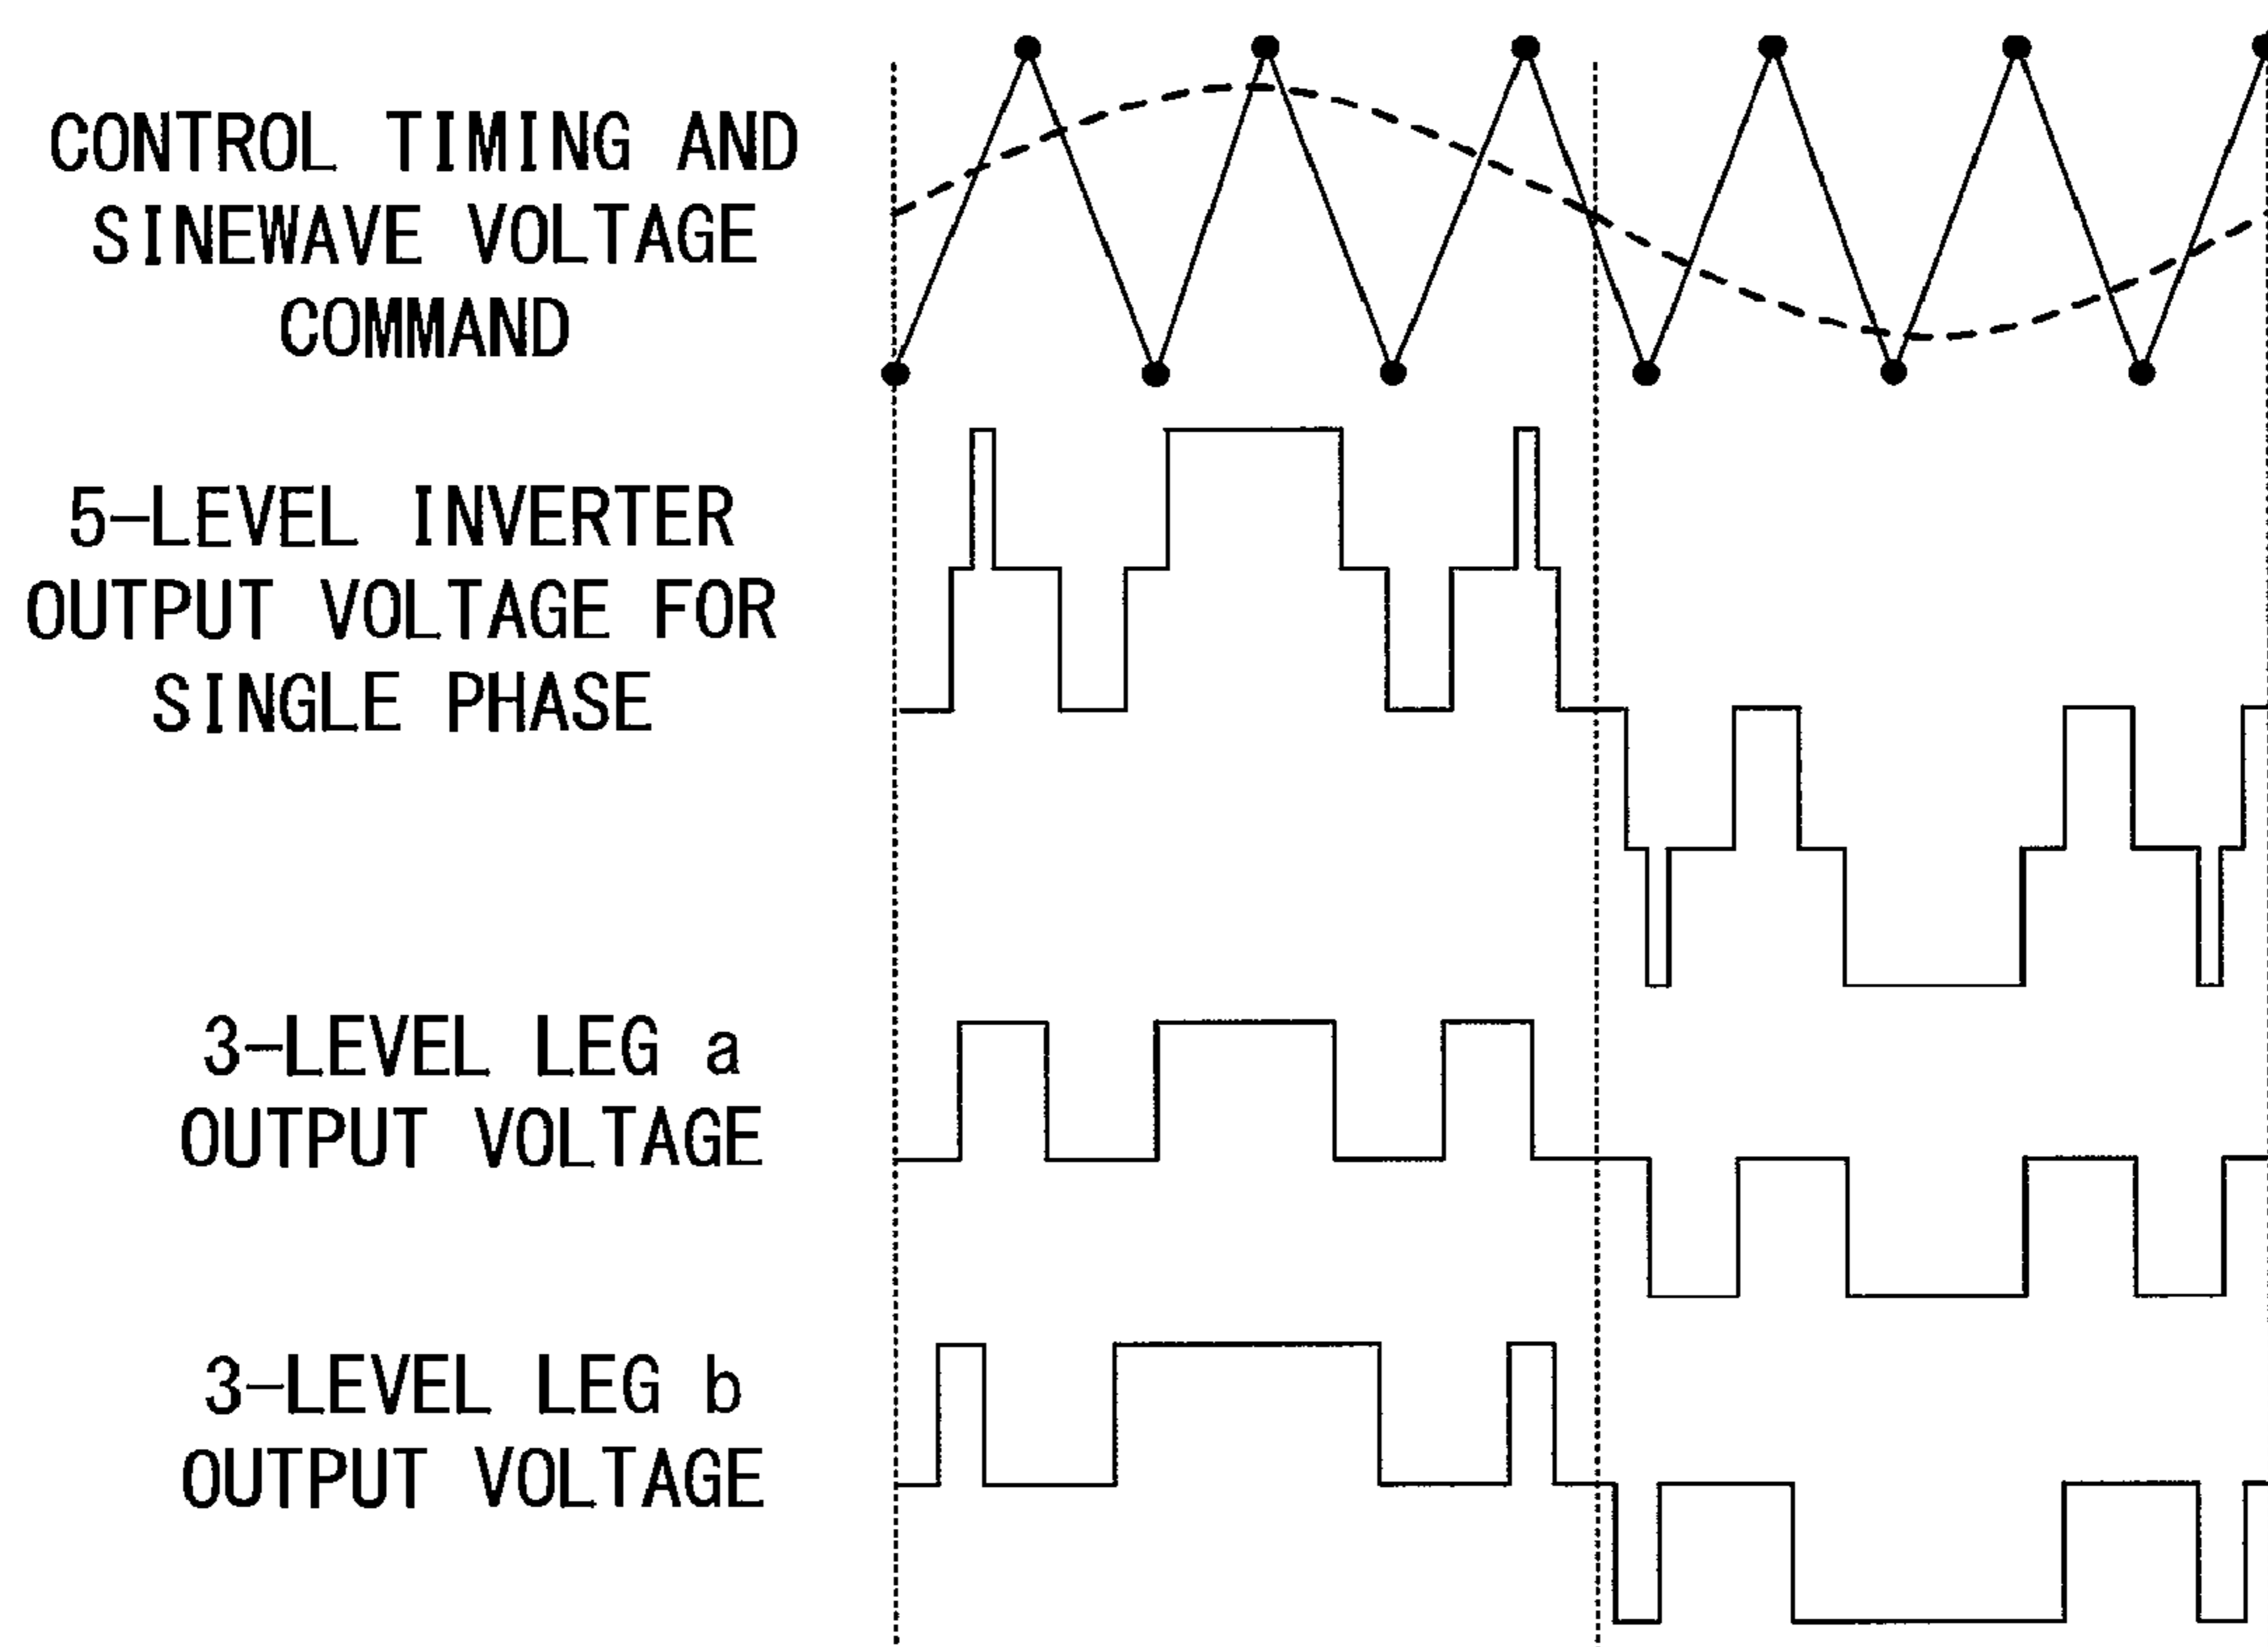 CONTROL TIMING AND
SINEWAVE VOLTAGE
COMMAND
5-LEVEL INVERTER
OUTPUT VOLTAGE FOR
SINGLE PHASE
3-LEVEL LEG a
OUTPUT VOLTAGE
3-LEVEL LEG b
OUTPUT VOLTAGE